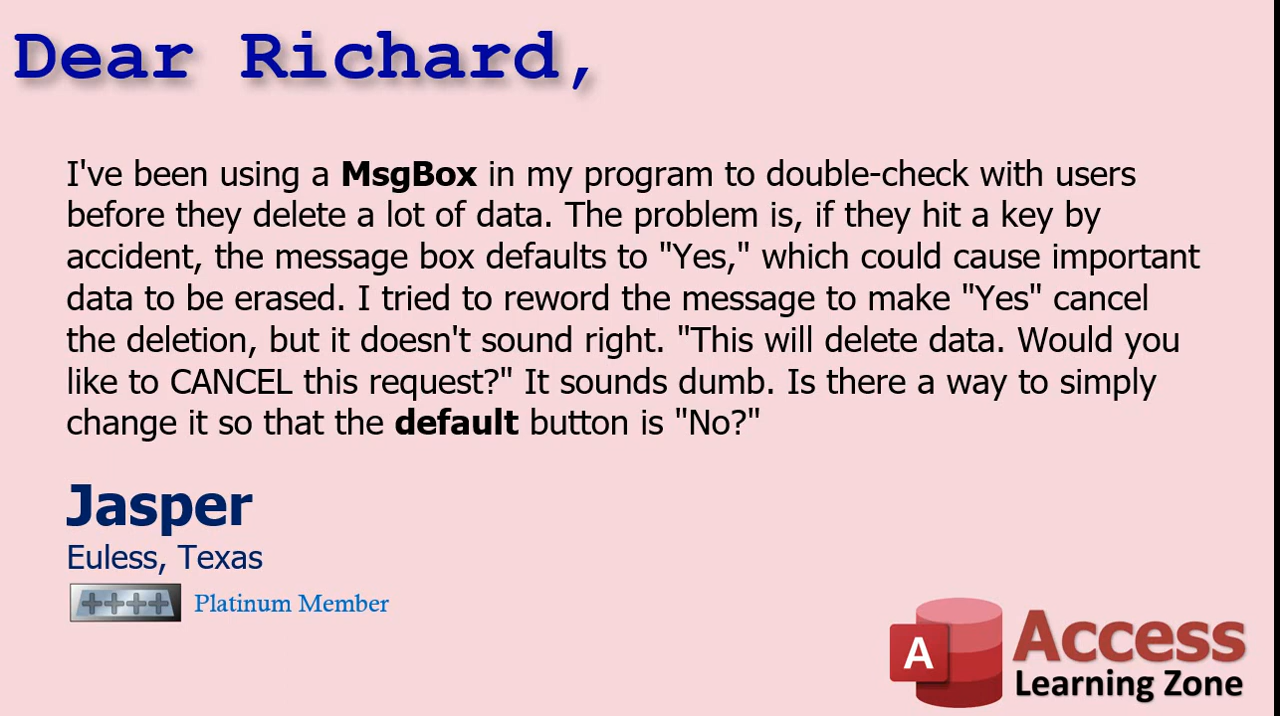 Dear Richard,
I've been using a MsgBox in my program to double-check with users
before they delete a lot of data. The problem is, if they hit a key by
accident, the message box defaults to "Yes," which could cause important
data to be erased. I tried to reword the message to make "Yes" cancel
the deletion, but it doesn't sound right. "This will delete data. Would you
like to CANCEL this request?" It sounds dumb. Is there a way to simply
change it so that the default button is "No?"
Jasper
Euless, Texas
Platinum Member
A Access
Learning Zone